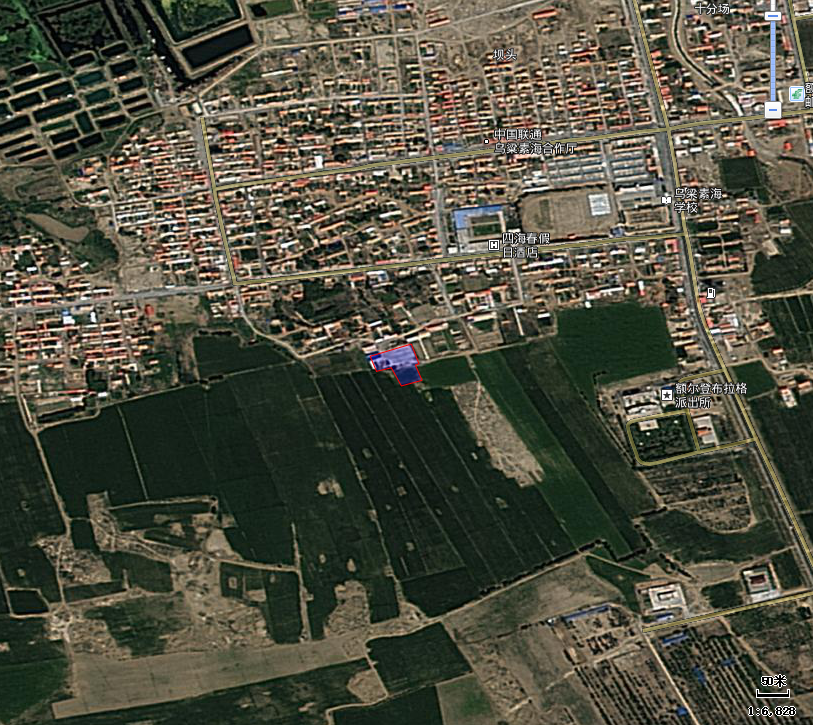 十分场
坝头
中国联通
乌梁素海合作厅
乌梁素海
学校
四海春假
日酒店
额尔登布拉格
派出所
50米
1:6,828